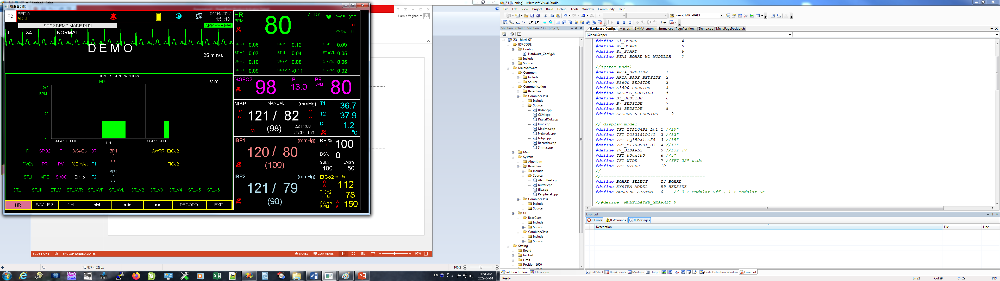 P2
BED 01
ADULT
04/04/2022
11:51:10
SPO2 DEMO MODE RUN
ARR REVIEW
II X4 NORMAL
DEMO
25 mm/s
HR
BPM
80
(AUTO)
PACE : OFF
11
PVCs: 0
ST-V1: 0.06 ST-II: 0.12 ST-I: 0.09
ST-V2: 0.07 ST-III: 0.04 ST-aVL: 0.05
ST-V3: 0.10 ST-aVF: 0.08 ST-V5: 0.06
ST-V4: 0.09 ST-aVR: -0.11 ST-V6: 0.02
%SPO2 98 PI 13.0 PR BPM 80
NIBP MANUAL (mmHg)
180
90
121 / 82
90
50
110
60
(98)
22:11:00
RTCP: 100
T1 36.7
T2 37.9
DT 1.2
°C
IBP1 (mmHg)
120 / 80
(100)
BFI% 100
60
35
BS% 0
SQI% EMG%
100 50
IBP2 (mmHg)
121 / 79
(98)
EtCo2 mmHg
99
20
112
FiCo2 mmHg 78
AWRR BrPM
30
5
150
HOME / TREND WINDOW
HR
11:39:00
240
BPM
120
0
04/04 10:51:00 04/04 11:51:00
1 H
HR SPO2 PI %SpCo ORI IBP1 / ( ) AWRR EtCo2
PVCs PR PVI %SpMet T1 FiCo2
ST_I AFIB SpOC SpHb T2 IBP2 / ( )
ST_II ST_III ST_V ST_AVR ST_AVF ST_AVL ST_V2 ST_V3 ST_V4 ST_V5 ST_V6
HR SCALE 3 1 H RECORD EXIT
Hamid Vaghari
SLIDE 1 OF 1 ENGLISH (UNITED STATES) NOTES COMMENTS 95%
877 × 528px 100%
EN 11:51 AM
2022-04-04
Z3 (Running) - Microsoft Visual Studio
File Edit View Project Build Debug Tools Window Community Help
-----START-P#13
Hex
Solution Explorer - Solution 'Z3' (1 project)
Z3 - Mutli ST
BSPCODE
Config
Hardware_Config.h
Include
Source
MainSoftware
Common
Include
Source
Communication
BaseClass
CombineClass
Include
Source
BNK2.cpp
CSM.cpp
DigitalOut.cpp
Irma.cpp
Masimo.cpp
Network.cpp
Nibp.cpp
Recorder.cpp
Smma.cpp
Main
System
Algorithm
BaseClass
Include
Source
AlarmBeat.cpp
buffer.cpp
file.cpp
Peripheral.cpp
CombineClass
Include
Source
UI
BaseClass
Include
Source
CombineClass
Include
Source
Setting
Board
InitText
Limit
Position_1600
Solution Explorer Class View
Ready
Hardware_Config.h Macros.h SMMA_enum.h Smma.cpp PagePosition.h Demo.cpp MenuPagePosition.h
(Global Scope)
#define Z1_BOARD 4
#define Z2_BOARD 5
#define Z3_BOARD 6
#define STM1_BOARD_M1_MODULAR 7
//system model
#define ARIA_BEDSIDE 1
#define ARIA_BASE_BEDSIDE 2
#define S1600_BEDSIDE 3
#define S1800_BEDSIDE 4
#define ZAGROS_BEDSIDE 5
#define B5_BEDSIDE 6
#define B7_BEDSIDE 7
#define B9_BEDSIDE 8
#define ZAGROS_S_BEDSIDE 9
// display model
#define TFT_LTA104S1_L01 1 //10"
#define TFT_LQ121S1DG41 2 //12"
#define TFT_LQ150X1LG55 3 //15"
#define TFT_M170EG01_B3 4 //17"
#define TV_DISAPLY 5 //for TV
#define TFT_800x480 6 //5"
#define TFT_WIDE 7 //TFT 22" wide
#define TFT_OTHER 10
//----------------------------------------
//----------------------------------------
#define BOARD_SELECT Z3_BOARD
#define SYSTEM_MODEL B9_BEDSIDE
#define MODULAR_SYSTEM 0 // 0 : Modular Off , 1 : Modular On
//#define MULTILAYER_GRAPHIC 0
Error List
0 Errors 0 Warnings 0 Messages
Description File Line
Call Stack Breakpoints Modules Output Code Definition Window Error List
Ln 22 Col 29 Ch 29 INS